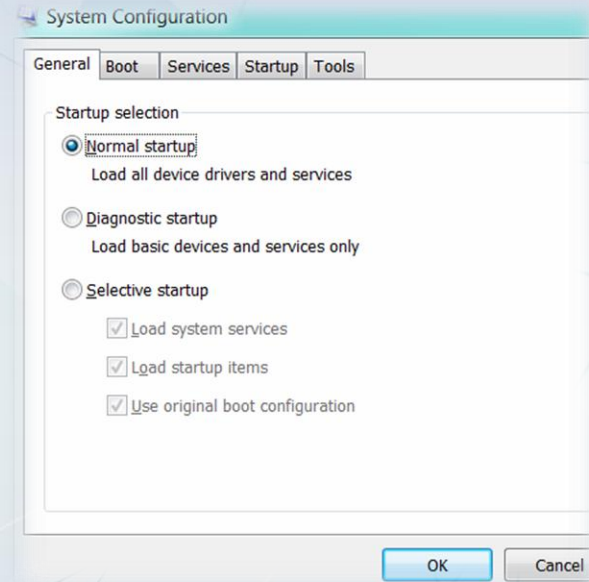 System Configuration
General Boot Services Startup Tools
Startup selection
Normal startup
Load all device drivers and services
Diagnostic startup
Load basic devices and services only
Selective startup
Load system services
Load startup items
Use original boot configuration
OK Cancel